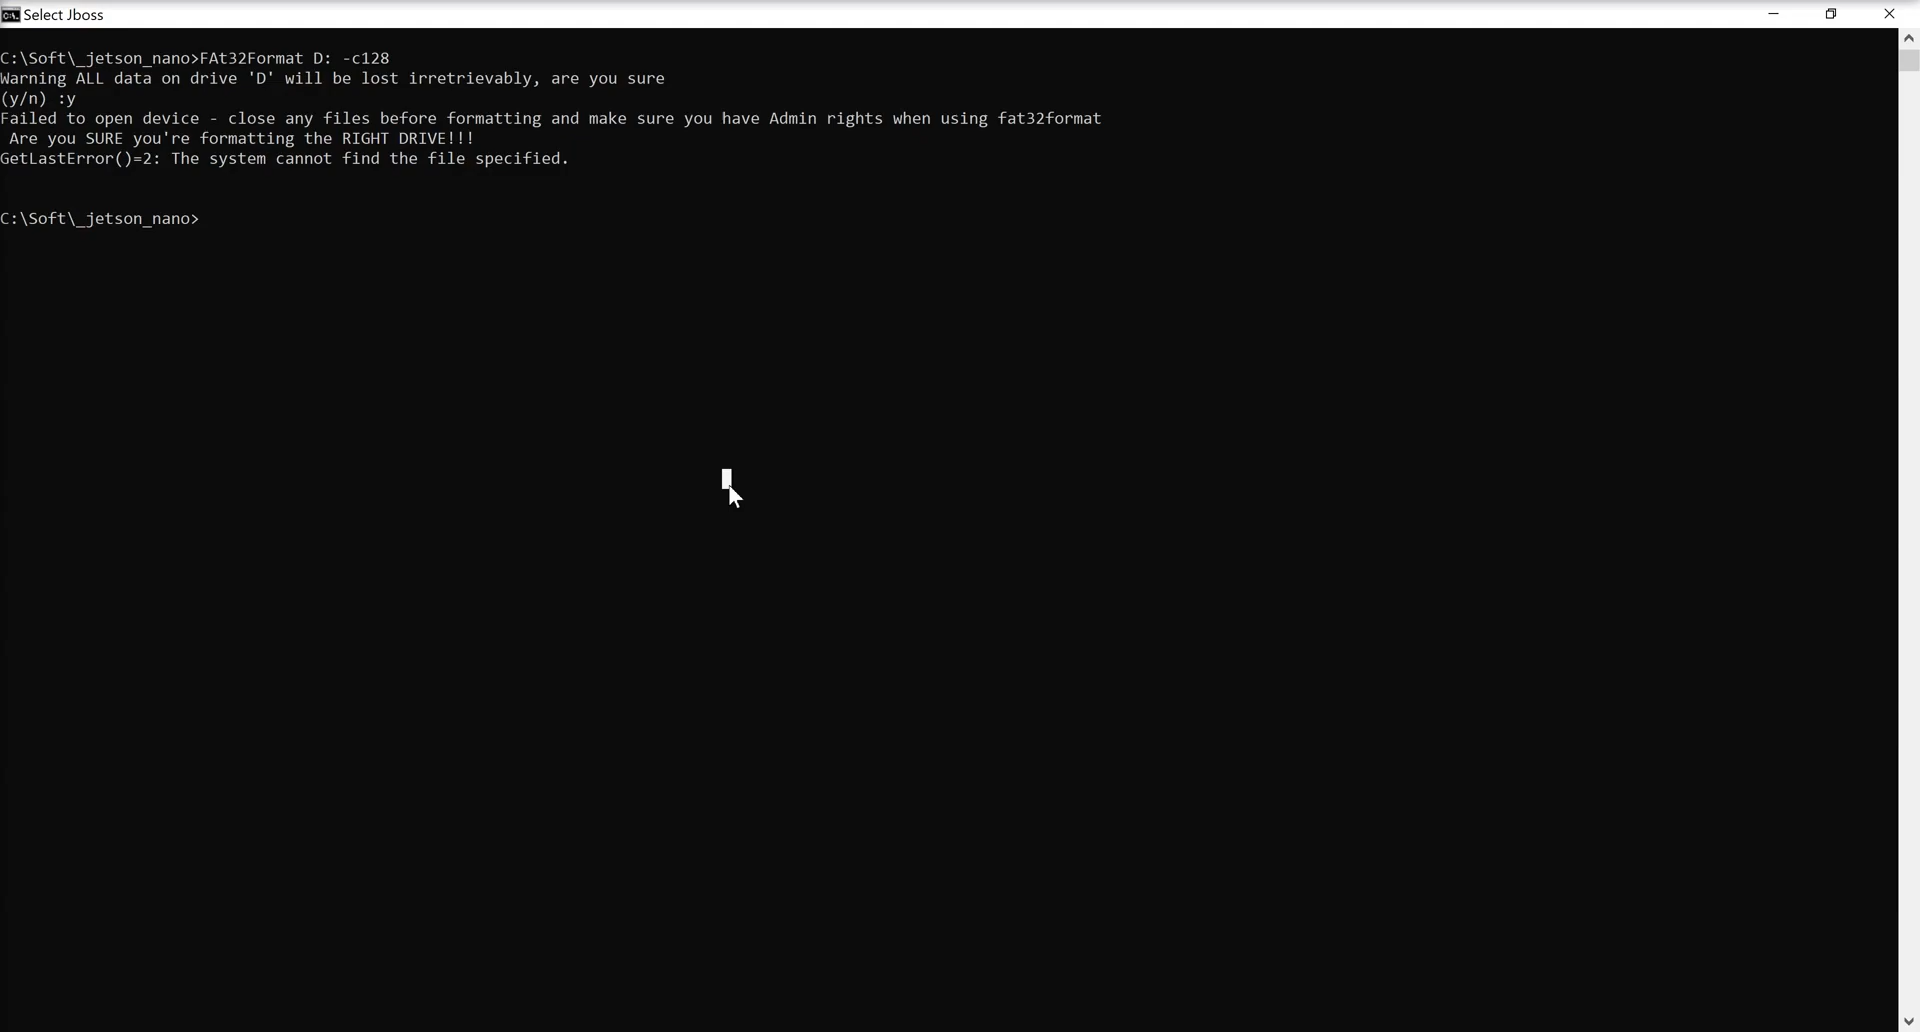 Select Jboss
C:\Soft\_jetson_nano>FAt32Format D: -c128
Warning ALL data on drive 'D' will be lost irretrievably, are you sure
(y/n) :y
Failed to open device - close any files before formatting and make sure you have Admin rights when using fat32format
Are you SURE you're formatting the RIGHT DRIVE!!!
GetLastError()=2: The system cannot find the file specified.
C:\Soft\_jetson_nano>